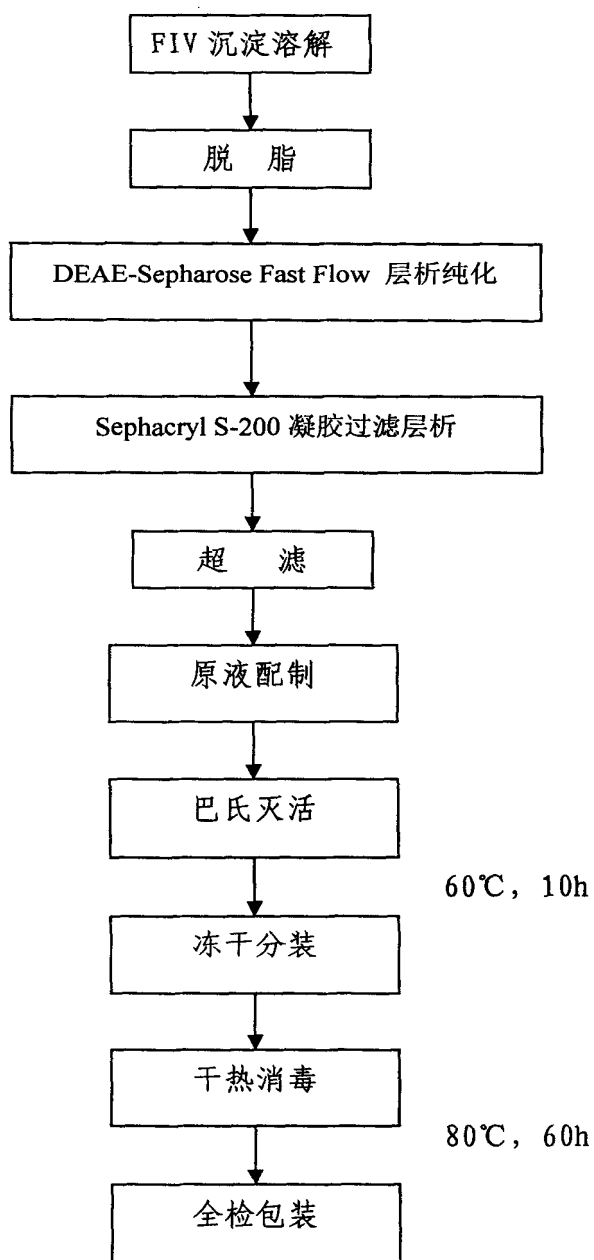 FIV 沉淀溶解
脱 脂
DEAE-Sepharose Fast Flow 层析纯化
Sephacryl S-200 凝胶过滤层析
超 滤
原液配制
巴氏灭活
60℃, 10h
冻干分装
干热消毒
80℃, 60h
全检包装